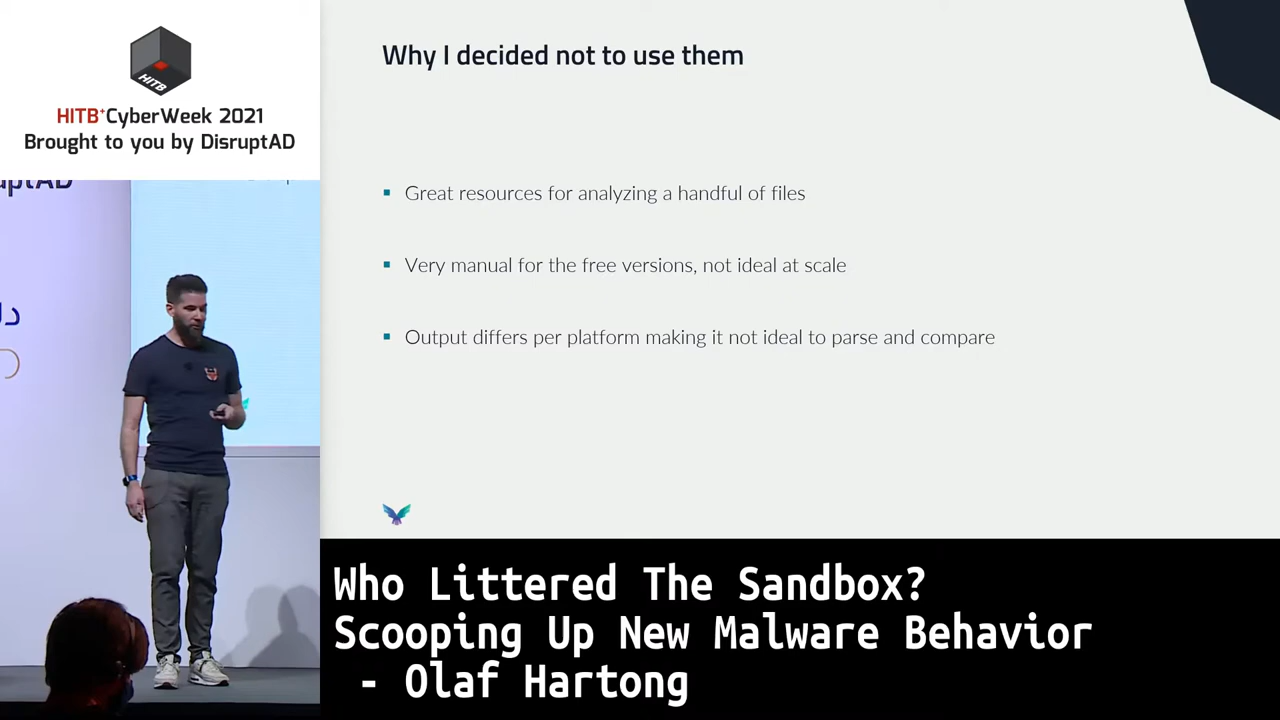 HITB
HITB+CyberWeek 2021
Brought to you by DisruptAD
Why I decided not to use them
Great resources for analyzing a handful of files
Very manual for the free versions, not ideal at scale
Output differs per platform making it not ideal to parse and compare
Who Littered The Sandbox?
Scooping Up New Malware Behavior
- Olaf Hartong